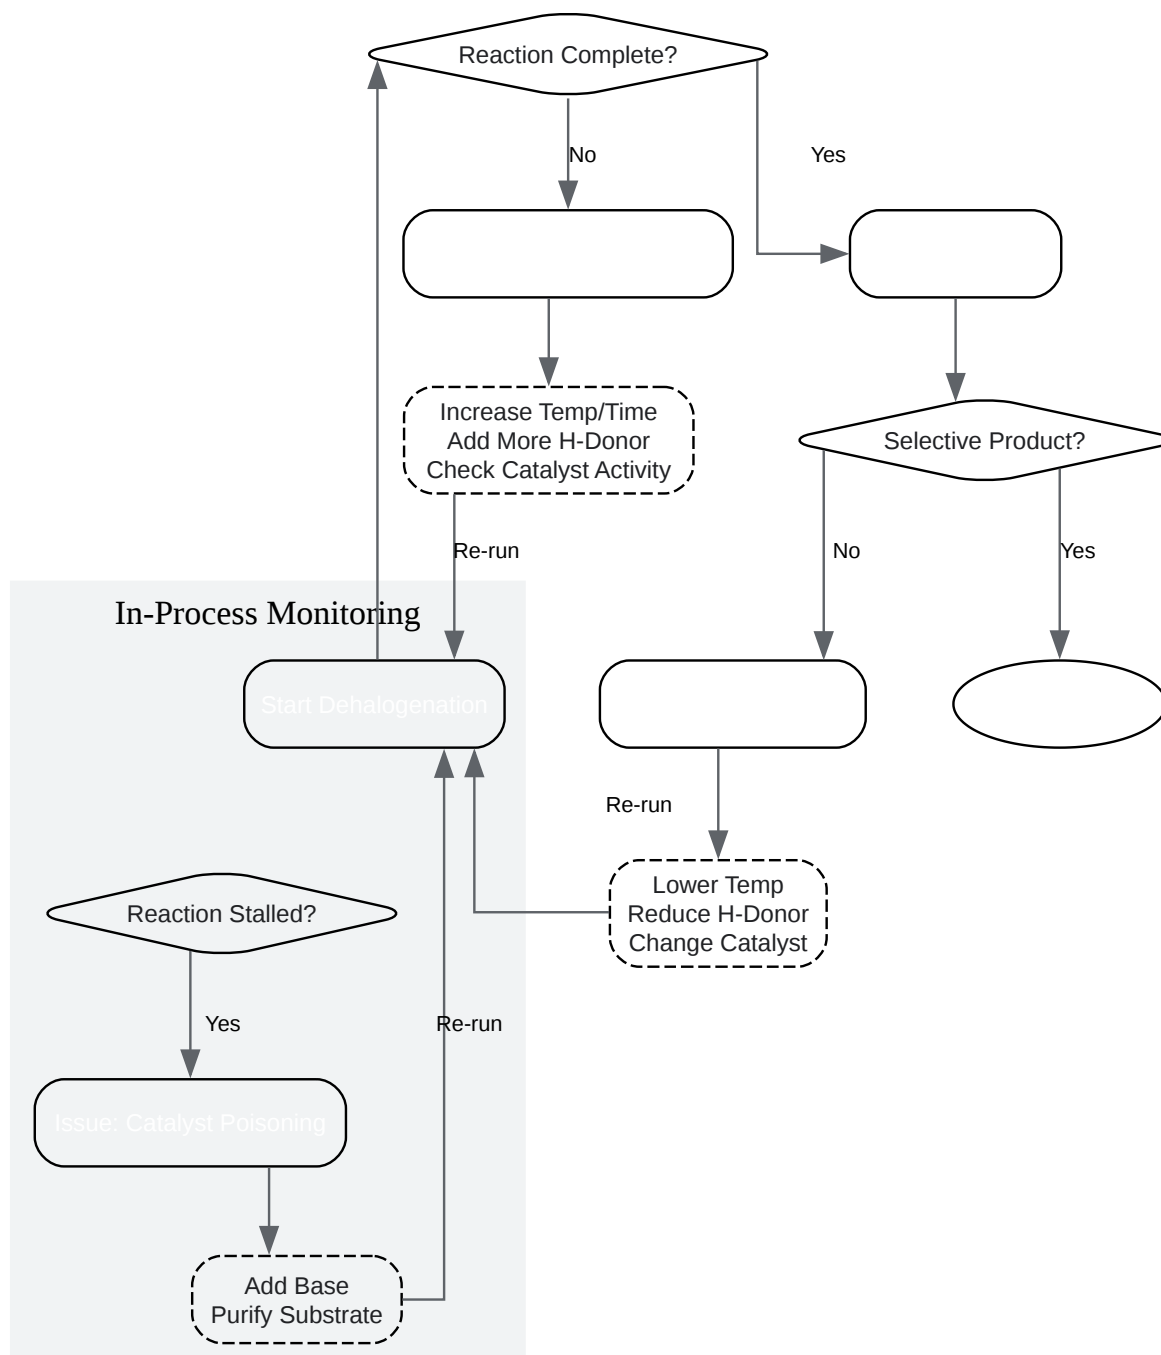 Reaction Complete?
No
Yes
Increase Temp/Time
Add More H-Donor
Check Catalyst Activity
Selective Product?
Re-run
No
Yes
In-Process Monitoring
Start Dehalogenation
Re-run
Lower Temp
Reduce H-Donor
Change Catalyst
Reaction Stalled?
Yes
Re-run
Issue: Catalyst Poisoning
Add Base
Purify Substrate